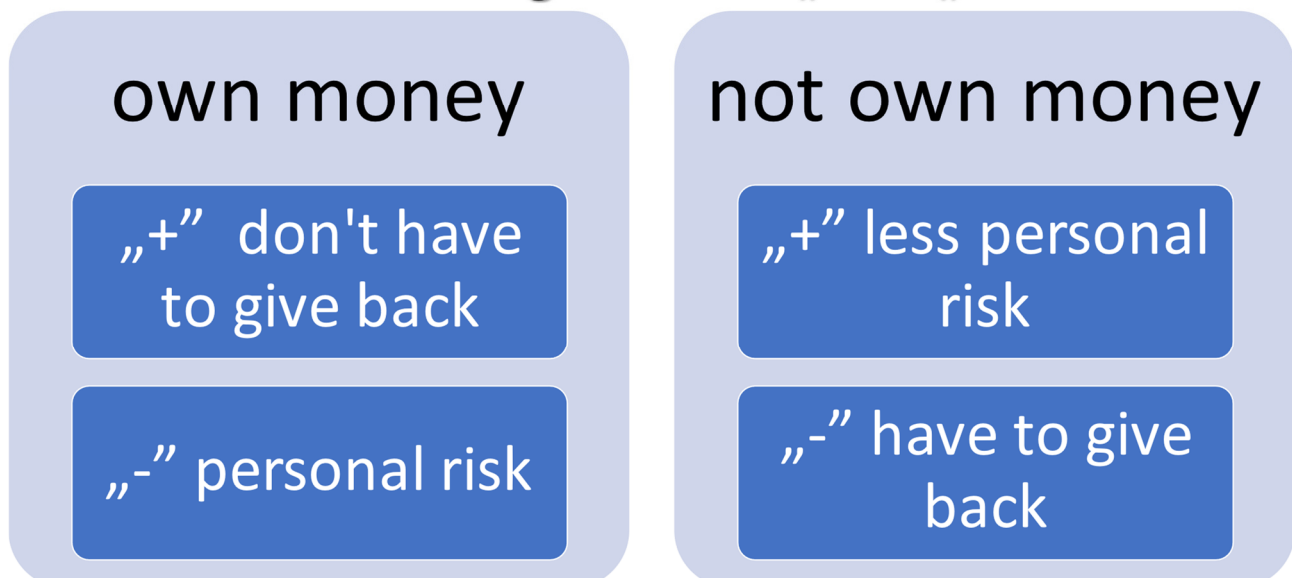 own money
„+”  don't have
to give back
„-” personal risk
not own money
„+” less personal
risk
„-” have to give
back